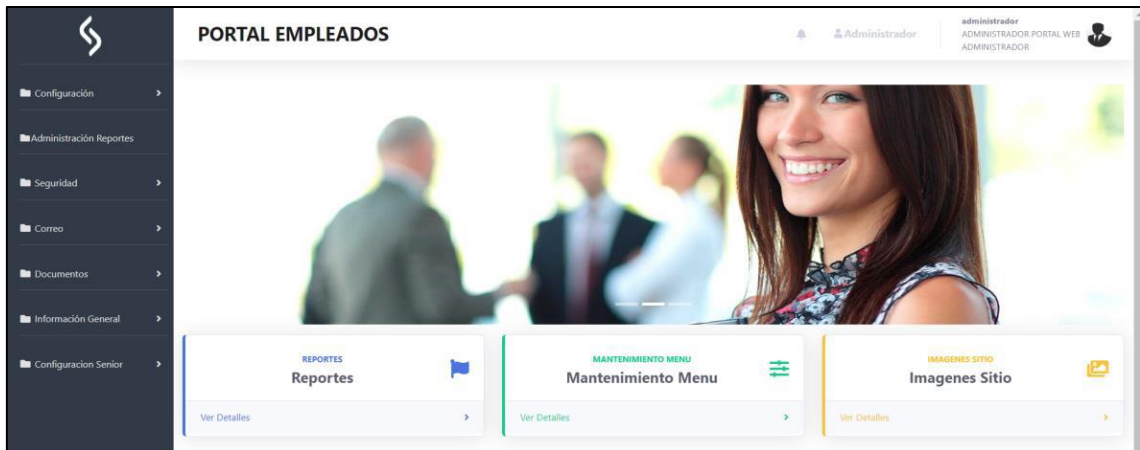 PORTAL EMPLEADOS
Administrador
administrador
ADMINISTRADOR PORTAL WEB
ADMINISTRADOR
Configuración
Administración Reportes
Seguridad
Correo
Documentos
Información General
Configuracion Senior
REPORTES
Reportes
Ver Detalles
MANTENIMIENTO MENU
Mantenimiento Menu
Ver Detalles
IMAGENES SITIO
Imagenes Sitio
Ver Detalles